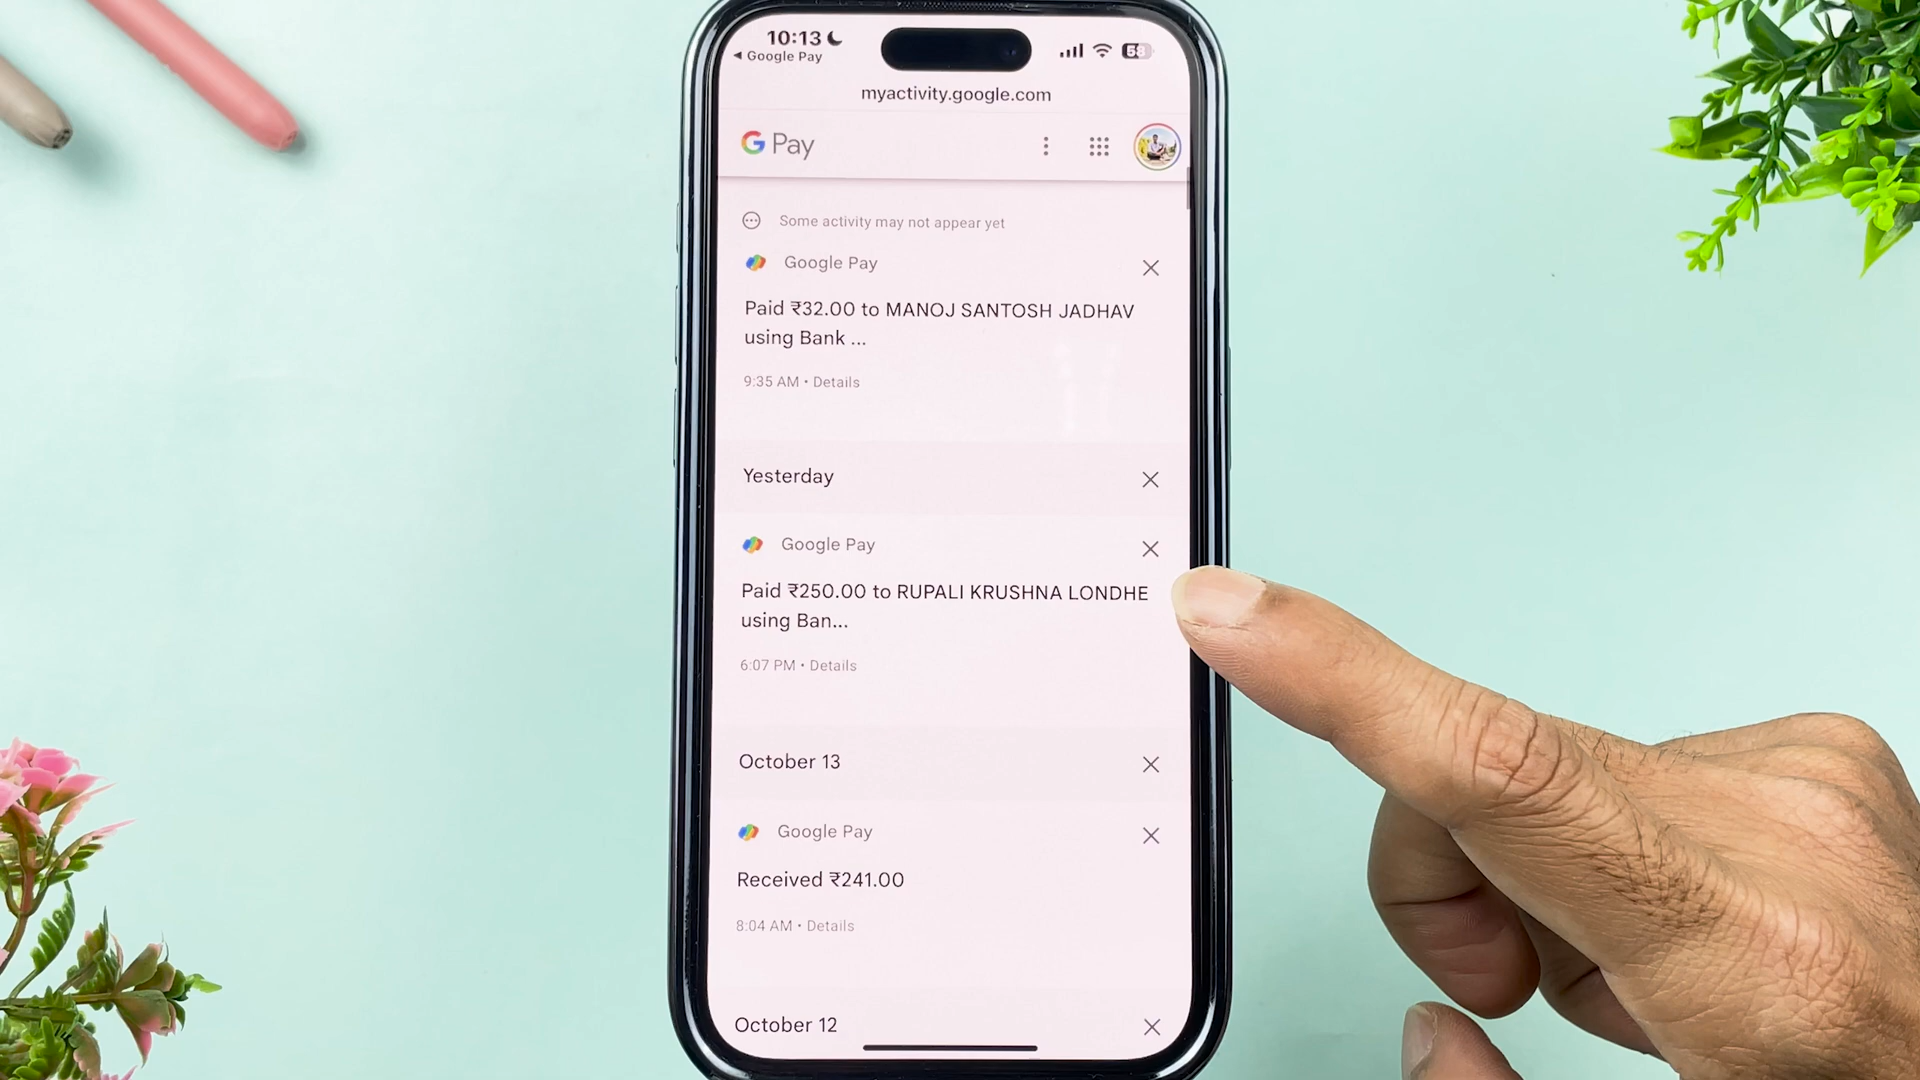 10:13
58
◄ Google Pay
myactivity.google.com
G Pay
Some activity may not appear yet
Google Pay
Paid ₹32.00 to MANOJ SANTOSH JADHAV
using Bank ...
9:35 AM • Details
Yesterday
Google Pay
Paid ₹250.00 to RUPALI KRUSHNA LONDHE
using Ban...
6:07 PM • Details
October 13
Google Pay
Received ₹241.00
8:04 AM • Details
October 12